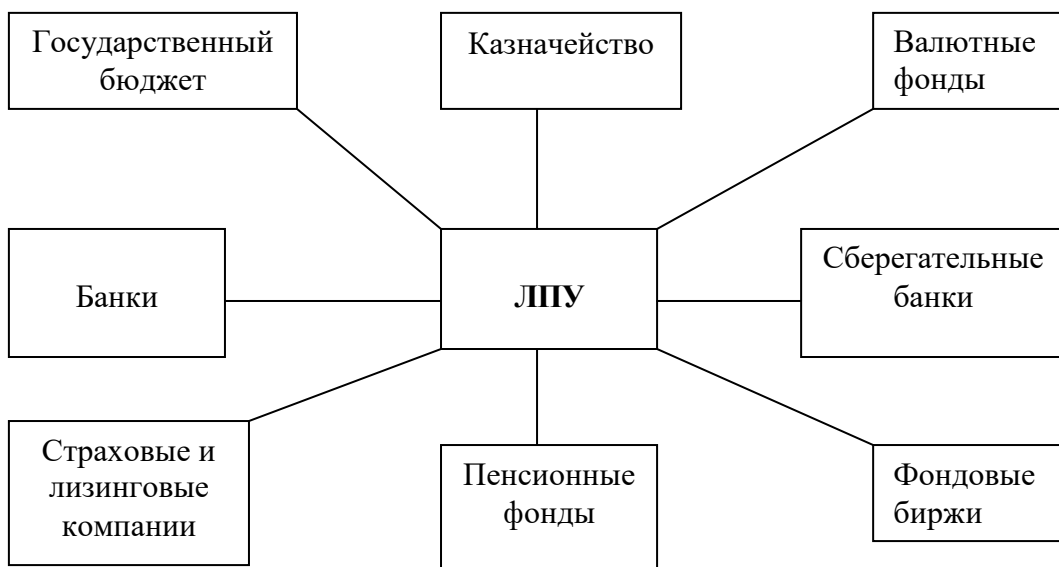 Государственный
бюджет
Казначейство
Валютные
фонды
Банки
ЛПУ
Сберегательные
банки
Страховые и
лизинговые
компании
Пенсионные
фонды
Фондовые
биржи